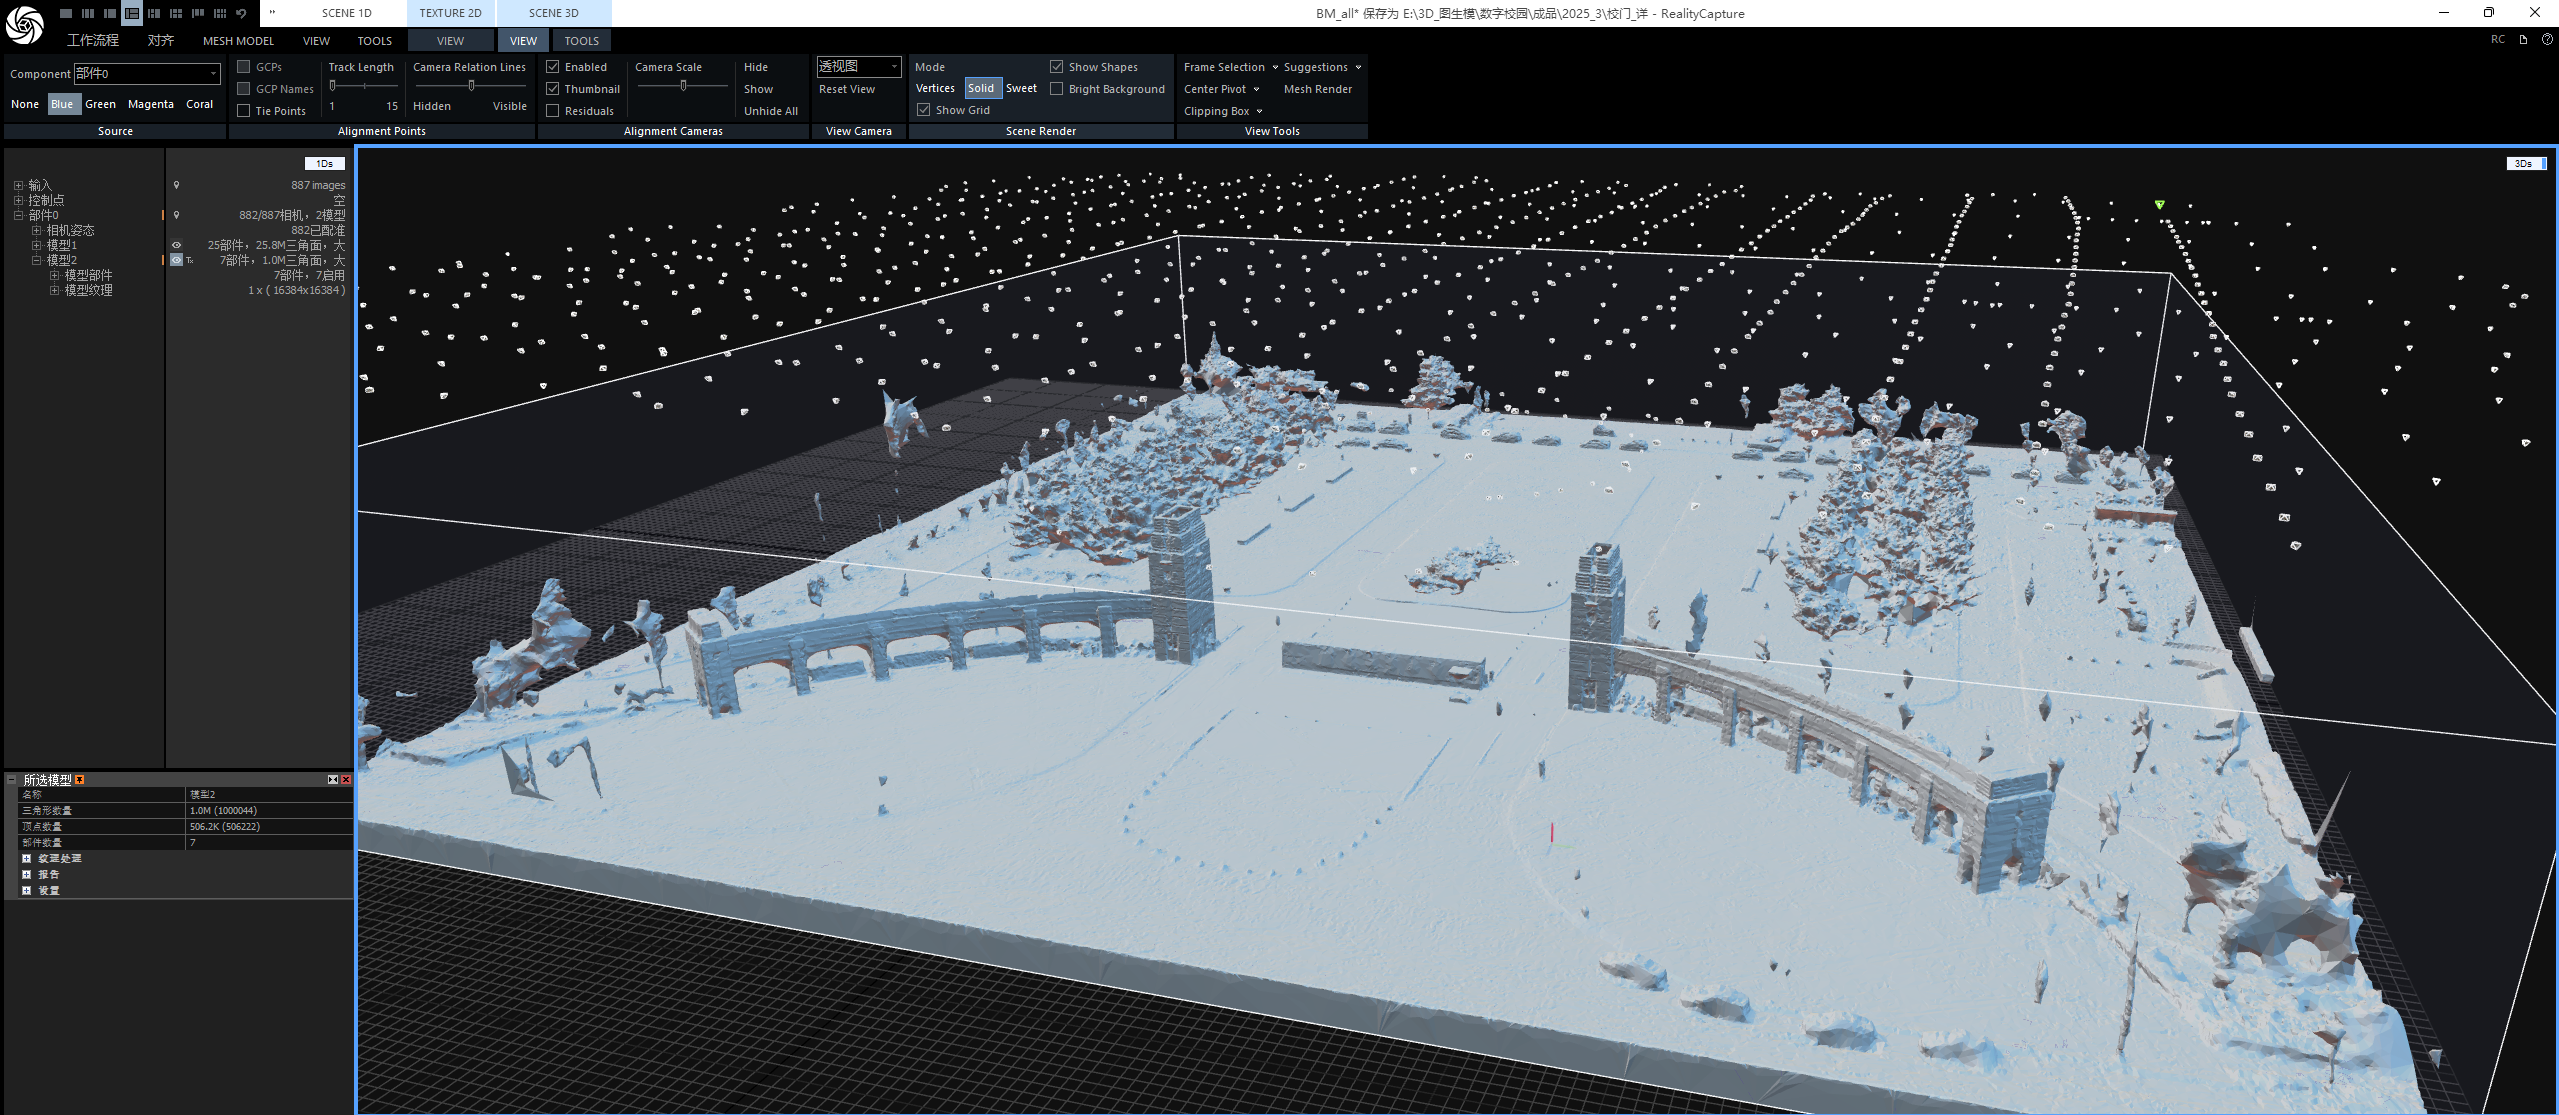 SCENE 1D
TEXTURE 2D
SCENE 3D
BM_all* 保存为 E:\3D_图生模\数字校园\成品\2025_3\校门_详 - RealityCapture
工作流程
对齐
MESH MODEL
VIEW
TOOLS
VIEW
VIEW
TOOLS
RC
Component 部件0
None Blue Green Magenta Coral
Source
GCPs
GCP Names
Tie Points
Track Length
1 15
Camera Relation Lines
Hidden Visible
Alignment Points
Enabled
Thumbnail
Residuals
Camera Scale
Hide
Show
Unhide All
Alignment Cameras
透视图
Reset View
View Camera
Mode
Vertices Solid Sweet
Show Grid
Show Shapes
Bright Background
Scene Render
Frame Selection
Suggestions
Center Pivot
Mesh Render
Clipping Box
View Tools
1Ds
3Ds
输入 887 images
控制点 空
部件0 882/887相机，2模型
相机姿态 882已配准
模型1 25部件，25.8M三角面，大
模型2 7部件，1.0M三角面，大
模型部件 7部件，7启用
模型纹理 1 x ( 16384x16384 )
所选模型
名称 模型2
三角形数量 1.0M (1000044)
顶点数量 506.2K (506222)
部件数量 7
纹理处理
报告
设置